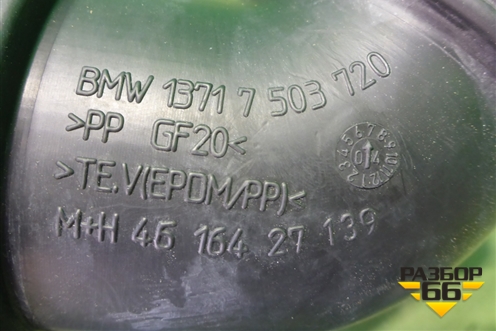 BMW 1371 7 503 720
>PP GF20<
>TE.V(EPDM/PP)<
M+H 46 164 27 139
РАЗБОР
66